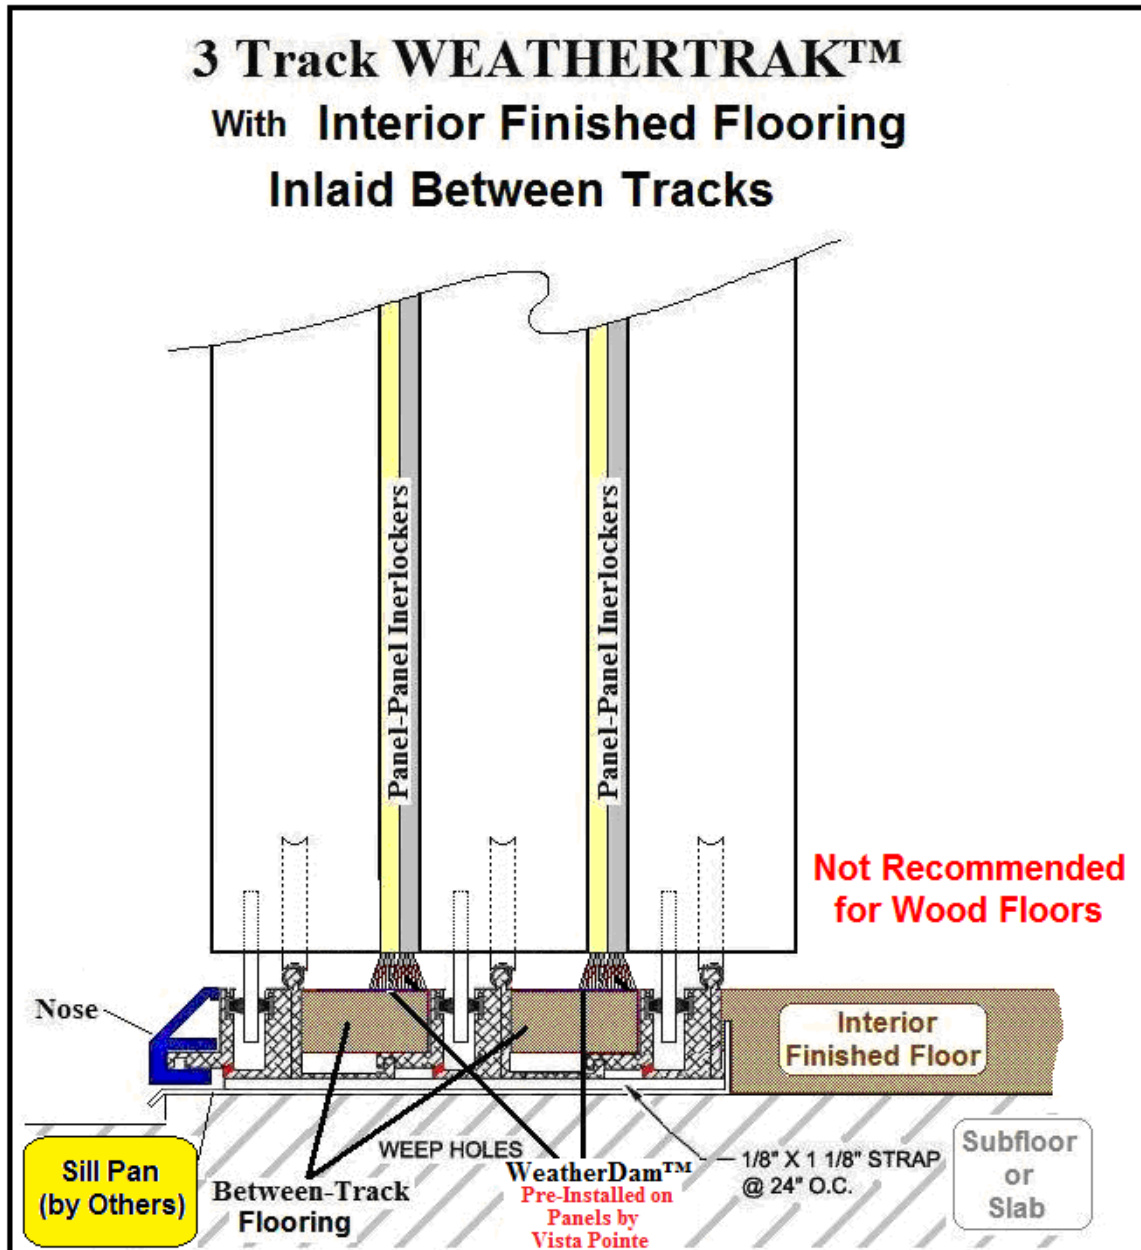 3 Track WEATHERTRAK™
With Interior Finished Flooring
Inlaid Between Tracks
Panel-Panel Inerlockers
Panel-Panel Inerlockers
Not Recommended
for Wood Floors
Nose
Interior
Finished Floor
Sill Pan
(by Others)
WEEP HOLES
Between-Track
Flooring
WeatherDam™
Pre-Installed on
Panels by
Vista Pointe
1/8" X 1 1/8" STRAP
@ 24" O.C.
Subfloor
or
Slab